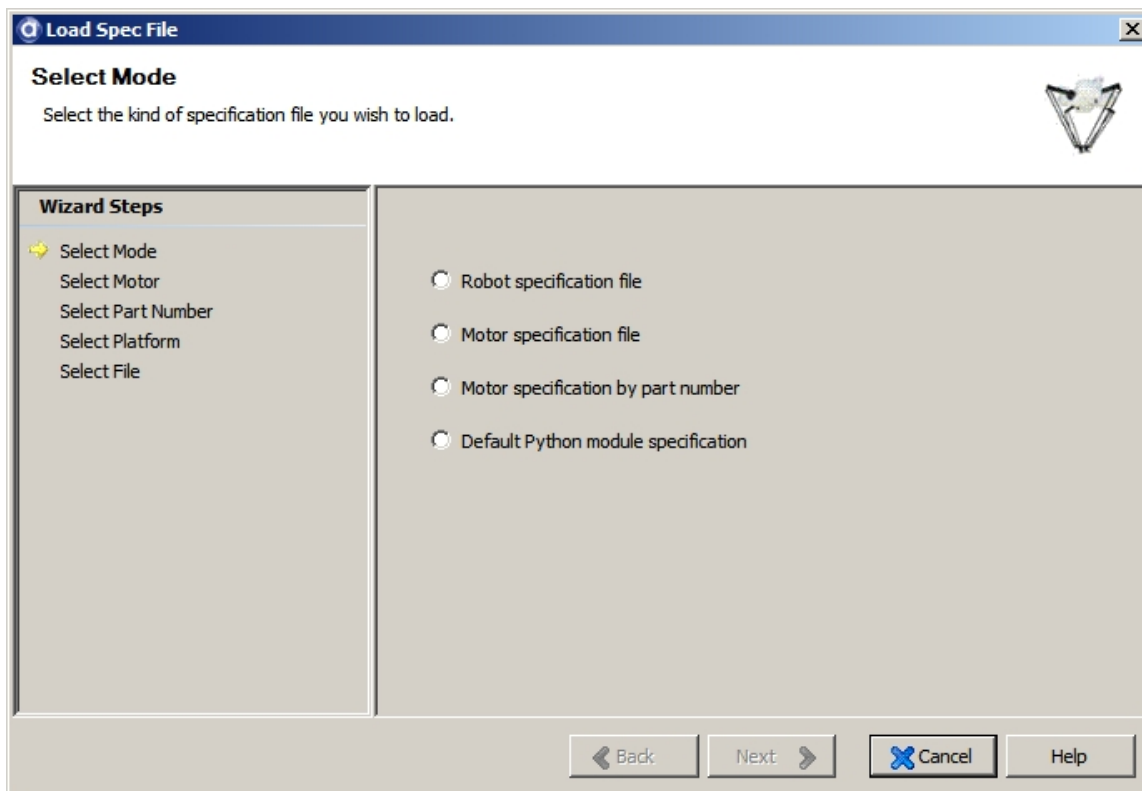 Load Spec File
Select Mode
Select the kind of specification file you wish to load.
Wizard Steps
Select Mode
Select Motor
Select Part Number
Select Platform
Select File
Robot specification file
Motor specification file
Motor specification by part number
Default Python module specification
Back
Next
Cancel
Help